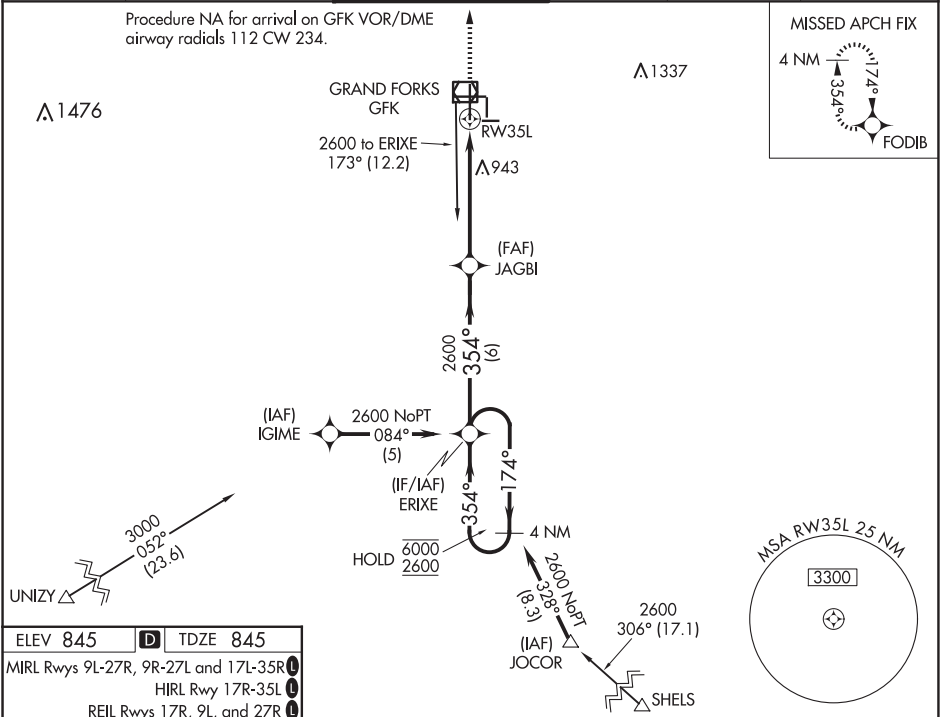 Procedure NA for arrival on GFK VOR/DME
airway radials 112 CW 234.
MISSED APCH FIX
4 NM
354°
174°
FODIB
1337
1476
GRAND FORKS
GFK
RW35L
2600 to ERIXE
173° (12.2)
943
(FAF)
JAGBI
2600
354°
(6)
(IAF)
IGIME
2600 NoPT
084°
(5)
(IF/IAF)
ERIXE
354°
174°
4 NM
HOLD 6000
2600
3000
052°
(23.6)
UNIZY
2600 NoPT
328°
(8.3)
(IAF)
JOCOR
2600
306° (17.1)
SHELS
MSA RW35L 25 NM
3300
ELEV 845 D TDZE 845
MIRL Rwys 9L-27R, 9R-27L and 17L-35R L
HIRL Rwy 17R-35L L
REIL Rwys 17R, 9L, and 27R L